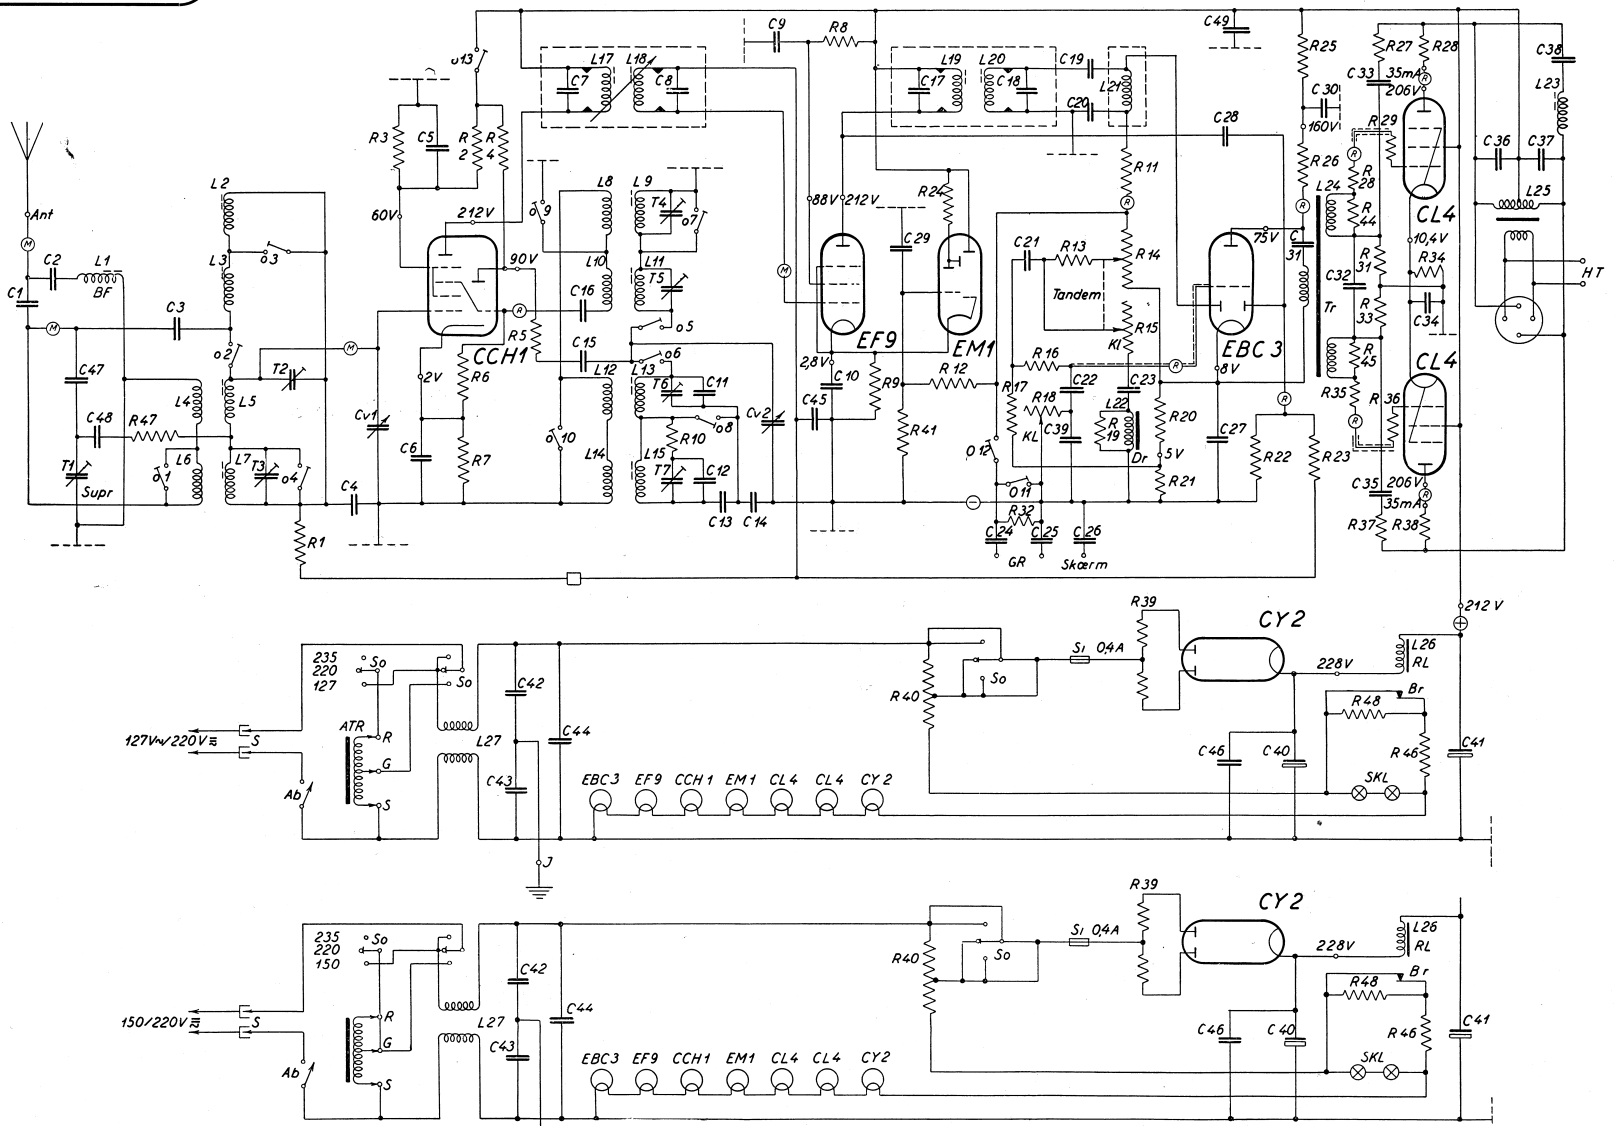 C49
C9 R8
o13
L17 L18
C7 C8
L19 L20 C19
C17 C18 L21
C20
R25 R27 R28 C38
C33 35mA R
206V
L23
C30
160V
R3 C5 R2 R4
C28
R29
R
C36 C37
R26
R11
R
L2
L8 L9
T4 o7
o9
R24
88V 212V
R28
L24 R44
L25
CL4
Ant
M
60V 212V
C29
C21 R13 R14
Tandem
75V
C31
10,4V
R34
HT
C2 L1
BF
L3 o3
90V
L10 L11
T5
C16
R
M
R15
Kl
C32 R31
R33
Tr
C34
C1
M
C3
M
R5
o5
C15
o6
CCH1
EF9
EM1
EBC3
CL4
o2
T2
2V
R6
L12 L13
T6 C11
2,8V
C10
R9 R12
R16
R
8V
R45
R35
R36
R
C47
L4 L5
Cv1
o8
Cv2
C45
R17
R18
KL
C22 C23
L22
C39 R19
Dr
R20
5V
C27
R
C48 R47
o10
R10
R41
o12
R22 R23
T1
Supr
L6 o1
L7 T3 o4
C6 R7
L14 L15
T7 C12
o11
R21
C35 206V
35mA R
R37 R38
C4
C13 C14
−
R32
C24 C25 C26
R1
GR Skærm
212V
+
R39
CY2
235
220
127
So
So
Si 0,4A
L26
RL
228V
Br
C42
R40
So
R48
127V~/220V≂
S
ATR R
G
S
L27
C44
C46 C40
R46
C41
Ab
C43
EBC3 EF9 CCH1 EM1 CL4 CL4 CY2
SKL
J
R39
CY2
235
220
150
So
So
Si 0,4A
L26
RL
228V
Br
C42
R40
So
R48
150/220V≂
S
R
G
S
L27
C44
C46 C40
R46
C41
Ab
C43
EBC3 EF9 CCH1 EM1 CL4 CL4 CY2
SKL